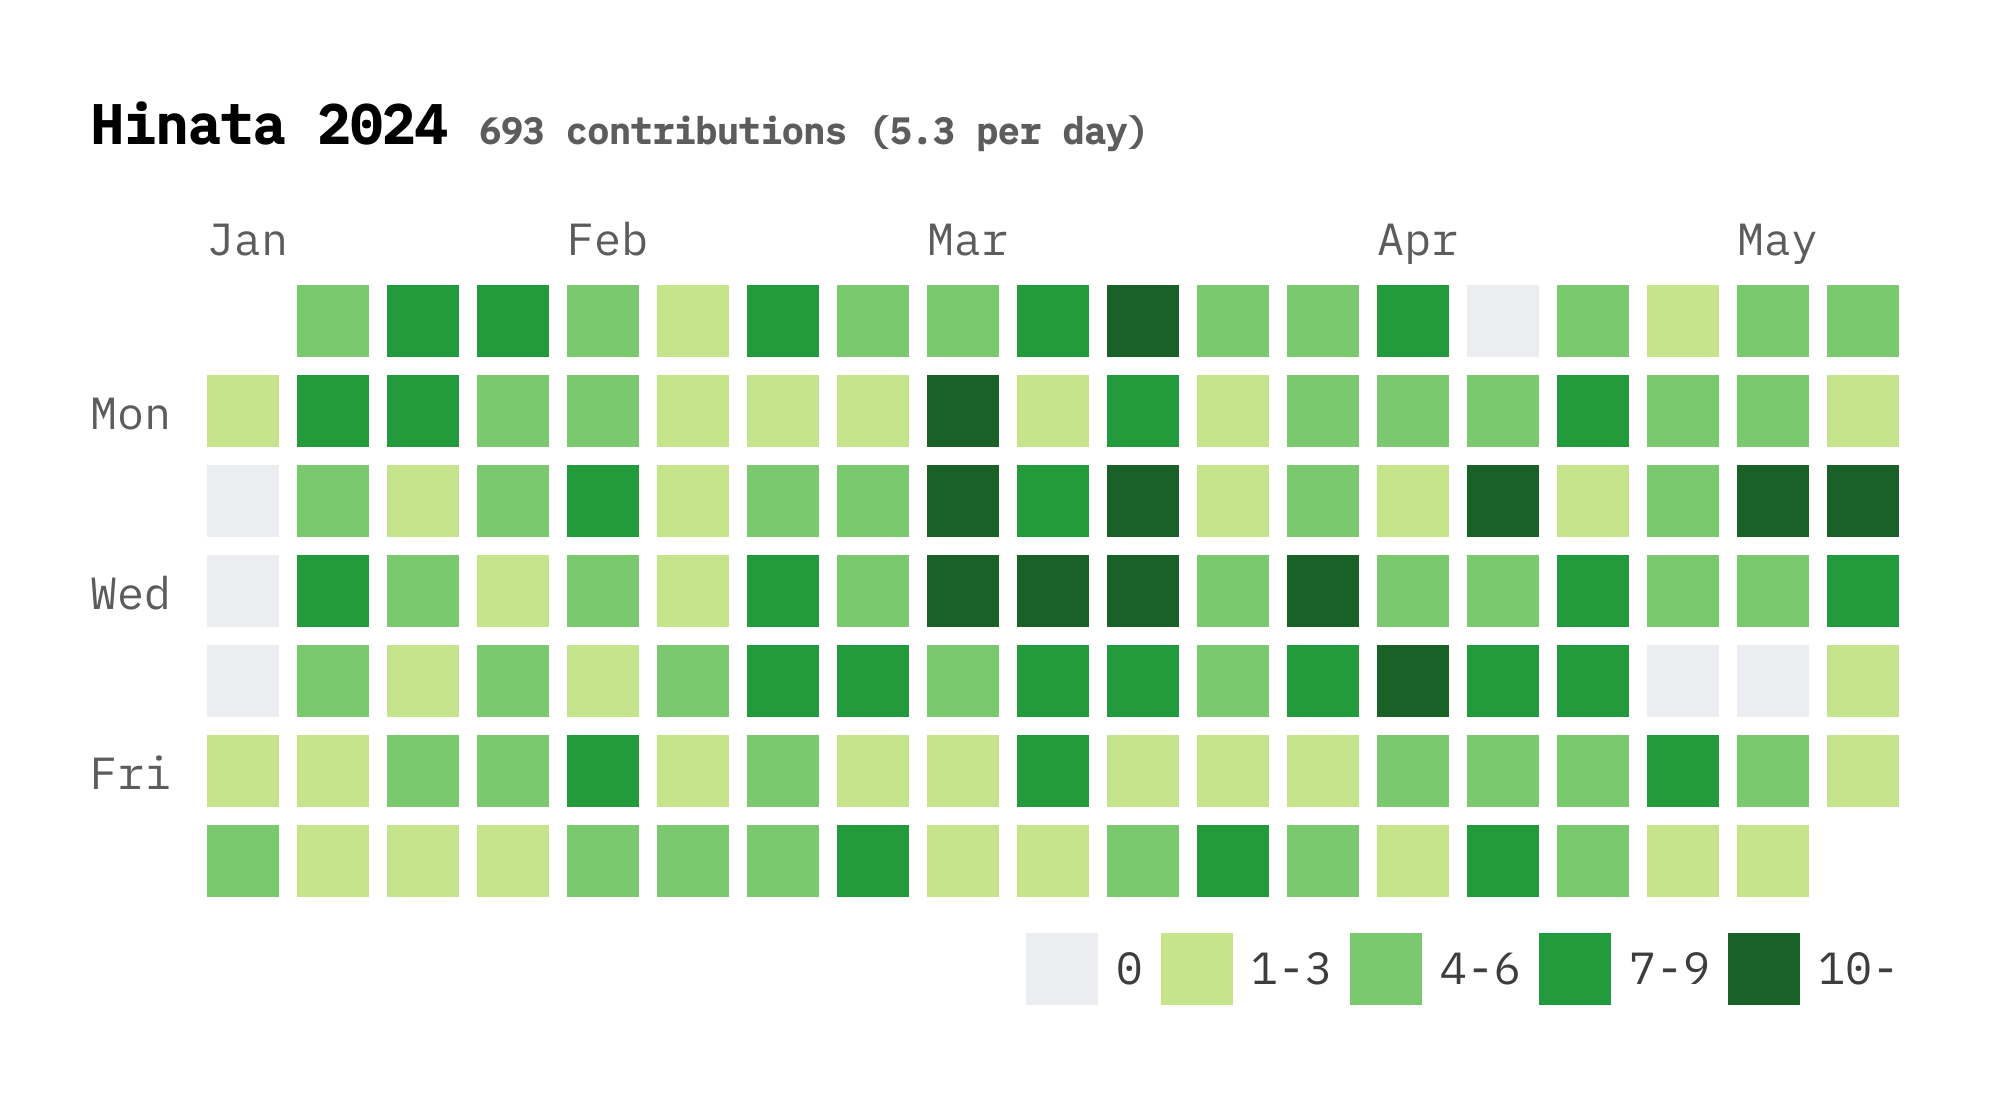 Hinata 2024 693 contributions (5.3 per day)
Jan Feb Mar Apr May
Mon
Wed
Fri
0 1-3 4-6 7-9 10-